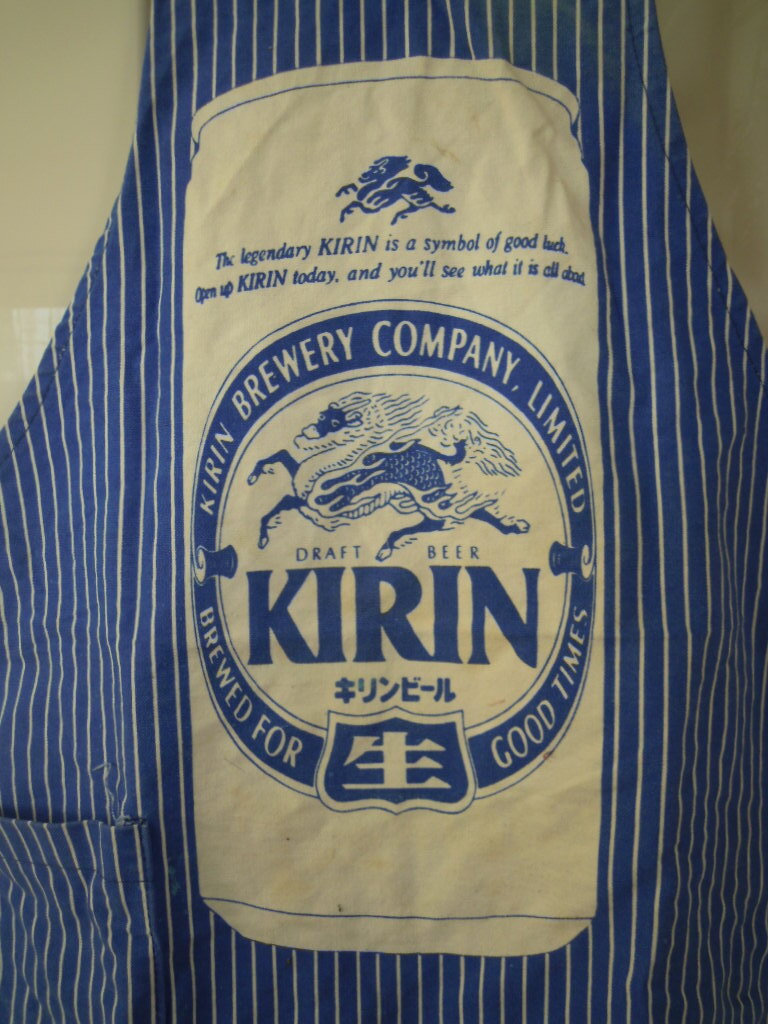 The legendary KIRIN is a symbol of good luck.
Open up KIRIN today, and you'll see what it is all about.
KIRIN BREWERY COMPANY, LIMITED
DRAFT BEER
KIRIN
キリンビール
BREWED FOR GOOD TIMES
生